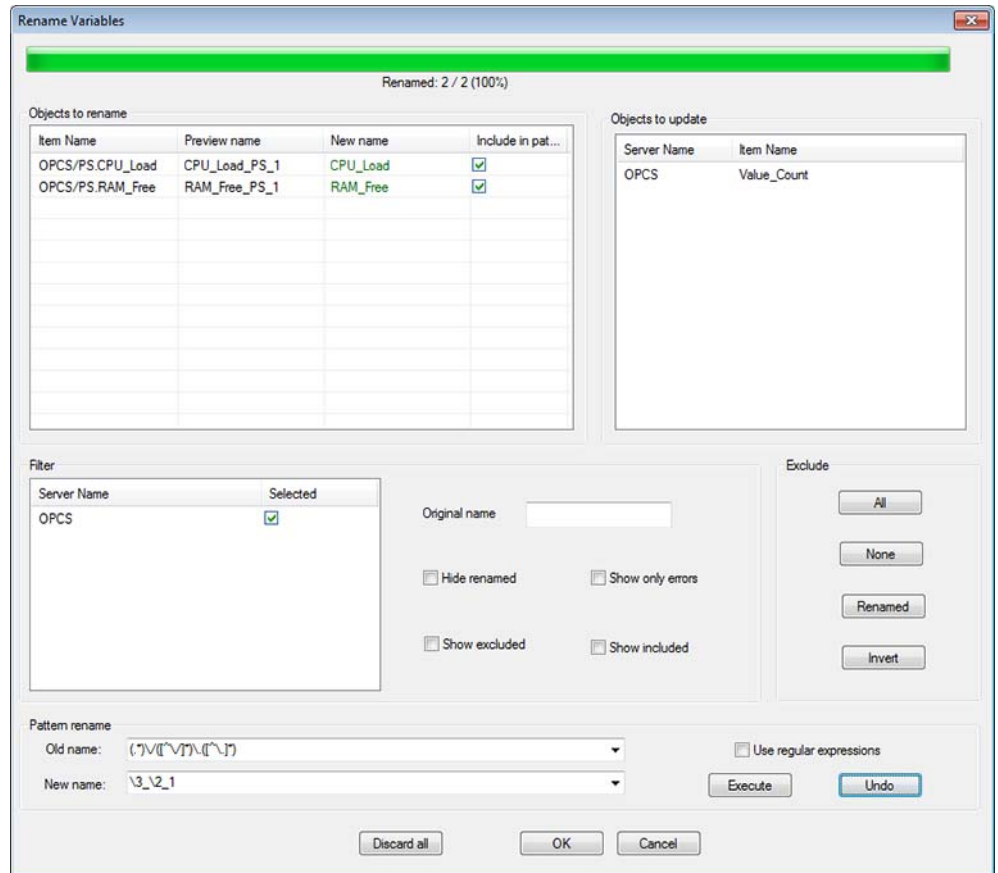 Rename Variables
Renamed: 2 / 2 (100%)
Objects to rename
Item Name Preview name New name Include in pat...
OPCS/PS.CPU_Load CPU_Load_PS_1 CPU_Load
OPCS/PS.RAM_Free RAM_Free_PS_1 RAM_Free
Objects to update
Server Name Item Name
OPCS Value_Count
Filter
Server Name Selected
OPCS
Original name
Hide renamed Show only errors
Show excluded Show included
Exclude
All
None
Renamed
Invert
Pattern rename
Old name: (.*)\/([^\/]*)\.([^\.]*)
Use regular expressions
New name: \3_\2_1
Execute Undo
Discard all OK Cancel